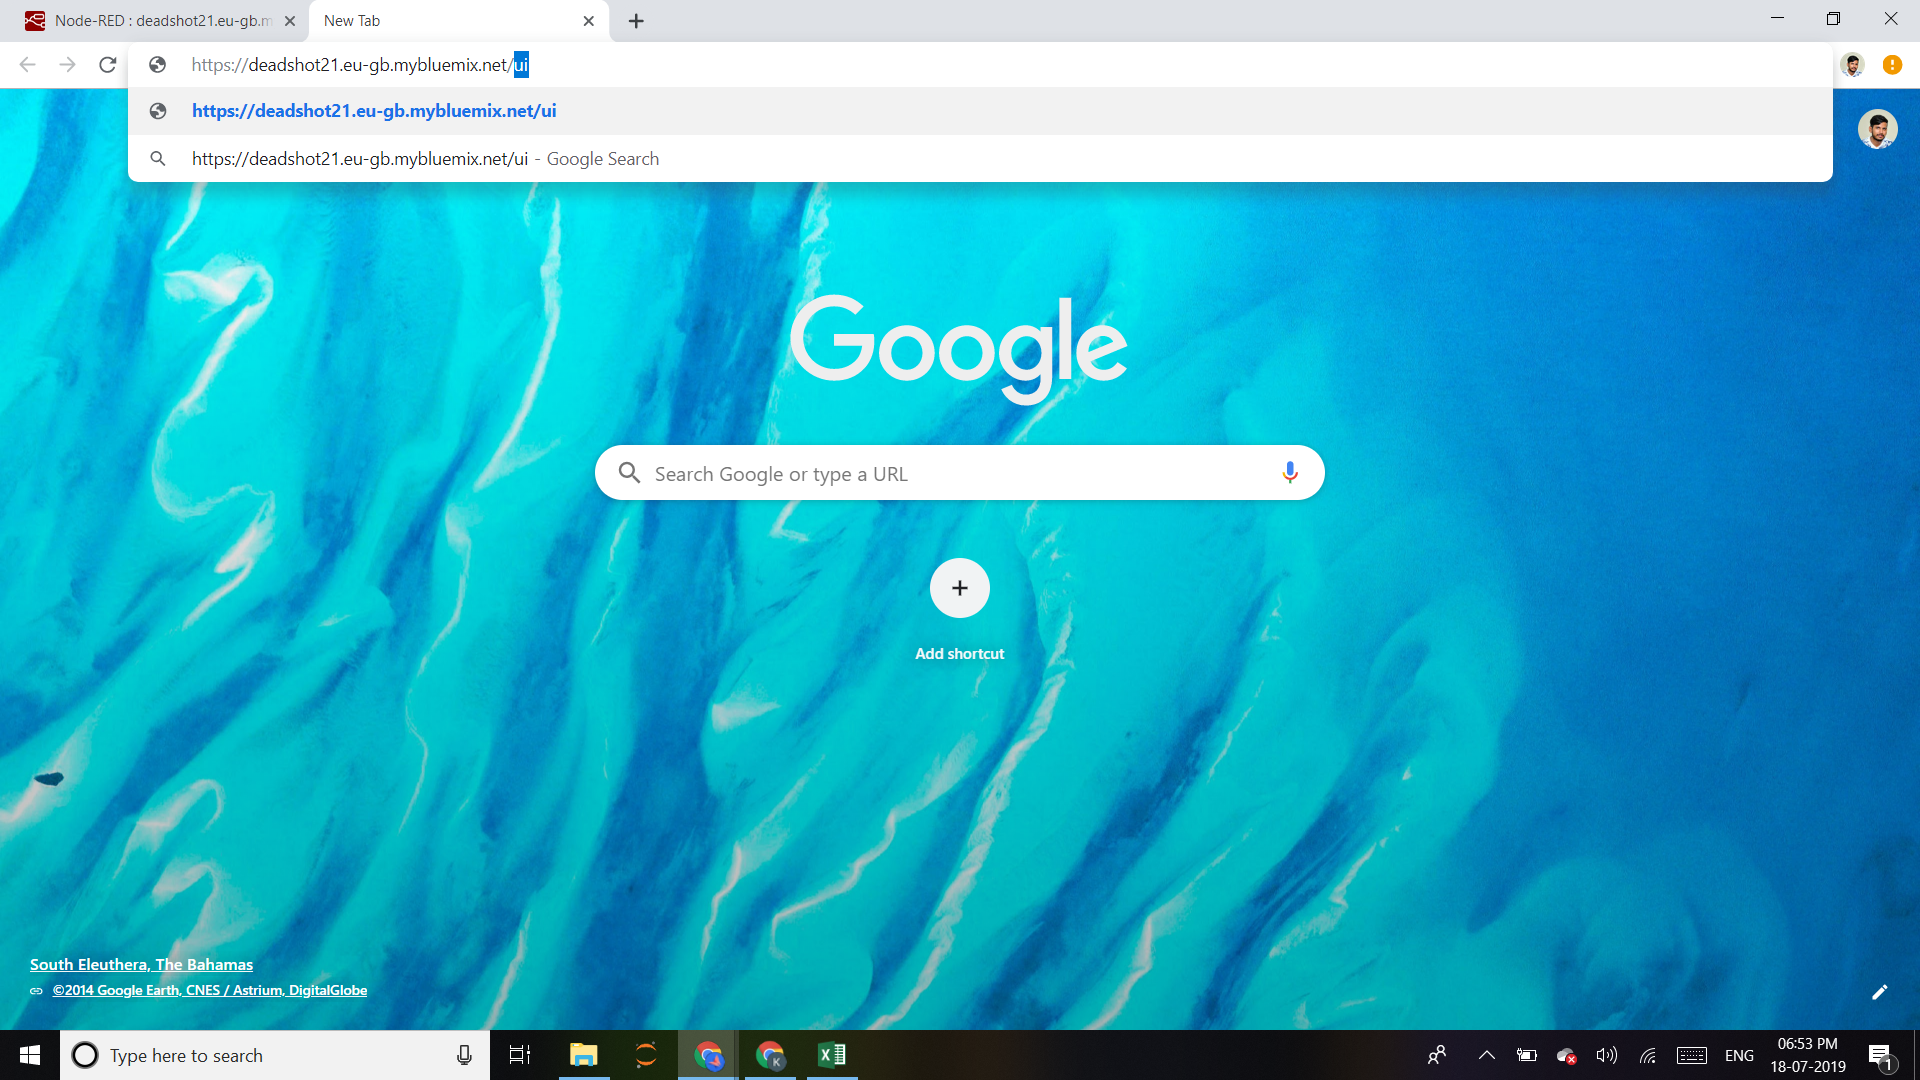 Node-RED : deadshot21.eu-gb.m
New Tab
https://deadshot21.eu-gb.mybluemix.net/ui
https://deadshot21.eu-gb.mybluemix.net/ui
https://deadshot21.eu-gb.mybluemix.net/ui - Google Search
Google
Search Google or type a URL
Add shortcut
South Eleuthera, The Bahamas
©2014 Google Earth, CNES / Astrium, DigitalGlobe
Type here to search
K
ENG
06:53 PM
18-07-2019
1